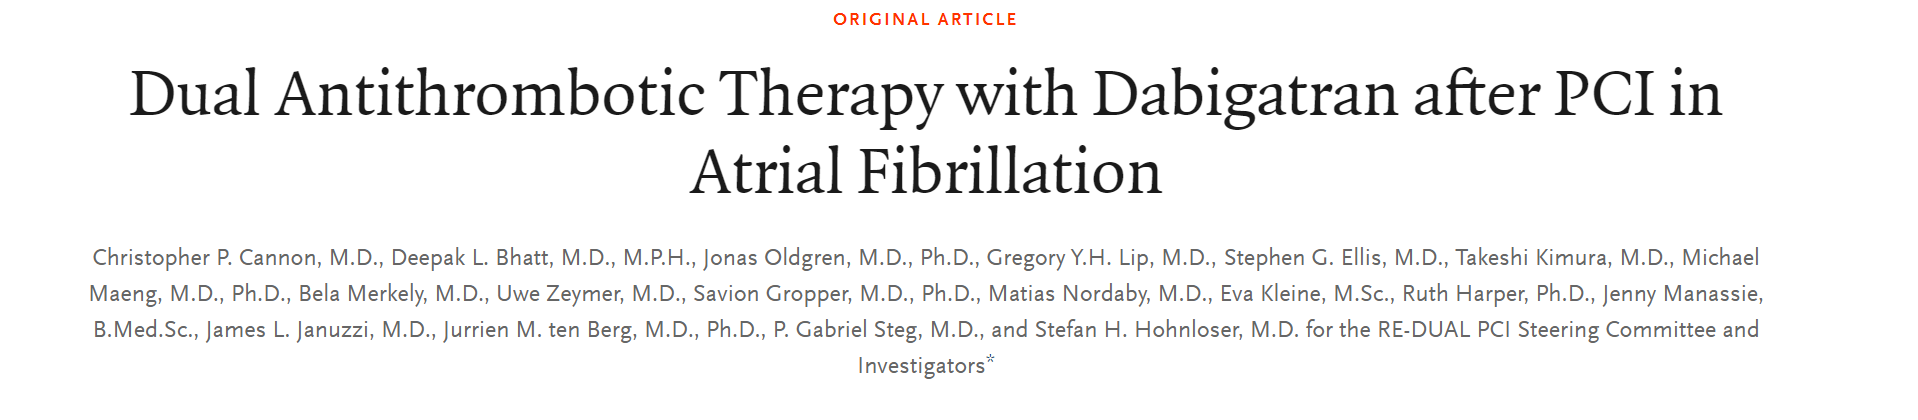 ORIGINAL ARTICLE
Dual Antithrombotic Therapy with Dabigatran after PCI in
Atrial Fibrillation
Christopher P. Cannon, M.D., Deepak L. Bhatt, M.D., M.P.H., Jonas Oldgren, M.D., Ph.D., Gregory Y.H. Lip, M.D., Stephen G. Ellis, M.D., Takeshi Kimura, M.D., Michael
Maeng, M.D., Ph.D., Bela Merkely, M.D., Uwe Zeymer, M.D., Savion Gropper, M.D., Ph.D., Matias Nordaby, M.D., Eva Kleine, M.Sc., Ruth Harper, Ph.D., Jenny Manassie,
B.Med.Sc., James L. Januzzi, M.D., Jurrien M. ten Berg, M.D., Ph.D., P. Gabriel Steg, M.D., and Stefan H. Hohnloser, M.D. for the RE-DUAL PCI Steering Committee and
Investigators*